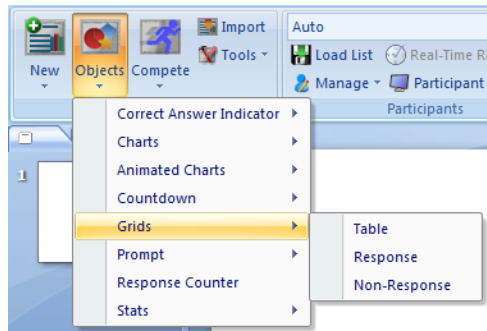 New
Objects
Compete
Import
Tools
Auto
Load List Real-Time R
Manage Participant
Participants
1
Correct Answer Indicator
Charts
Animated Charts
Countdown
Grids
Prompt
Response Counter
Stats
Table
Response
Non-Response